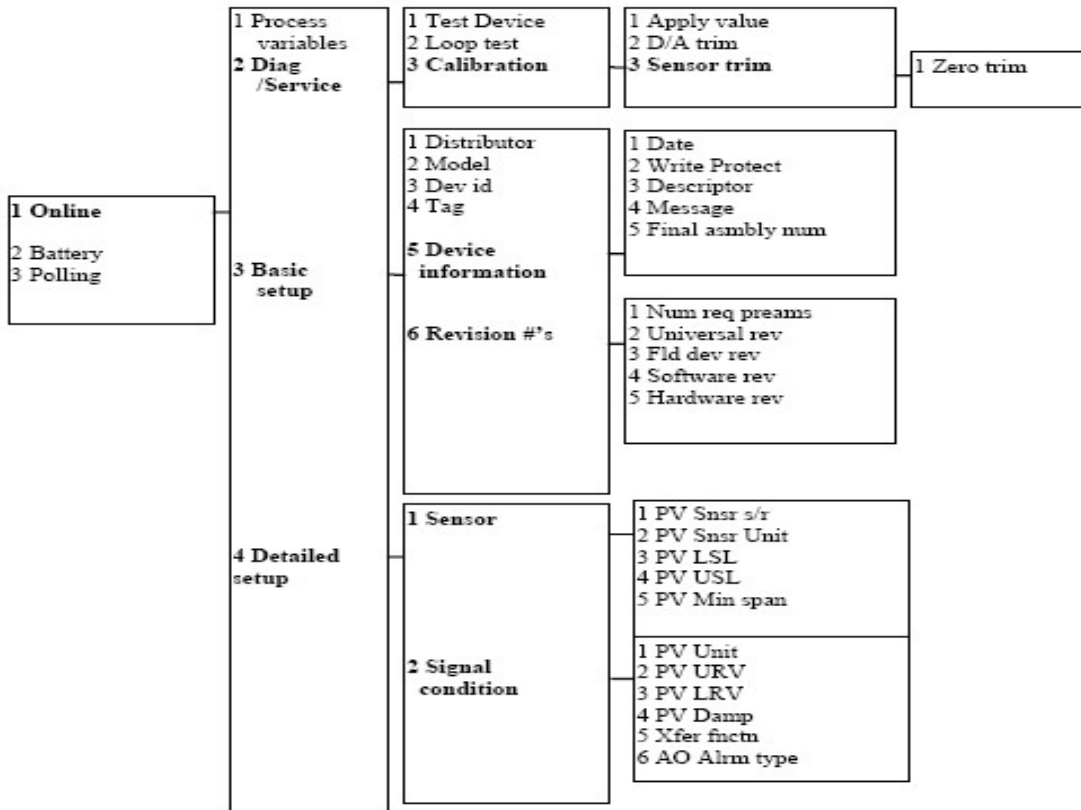 1 Online
2 Battery
3 Polling
1 Process
variables
2 Diag
/Service
3 Basic
setup
4 Detailed
setup
1 Test Device
2 Loop test
3 Calibration
1 Apply value
2 D/A trim
3 Sensor trim
1 Zero trim
1 Distributor
2 Model
3 Dev id
4 Tag
5 Device
information
6 Revision #'s
1 Date
2 Write Protect
3 Descriptor
4 Message
5 Final asmbly num
1 Num req preams
2 Universal rev
3 Fld dev rev
4 Software rev
5 Hardware rev
1 Sensor
2 Signal
condition
1 PV Snsr s/r
2 PV Snsr Unit
3 PV LSL
4 PV USL
5 PV Min span
1 PV Unit
2 PV URV
3 PV LRV
4 PV Damp
5 Xfer fnctn
6 AO Alrm type